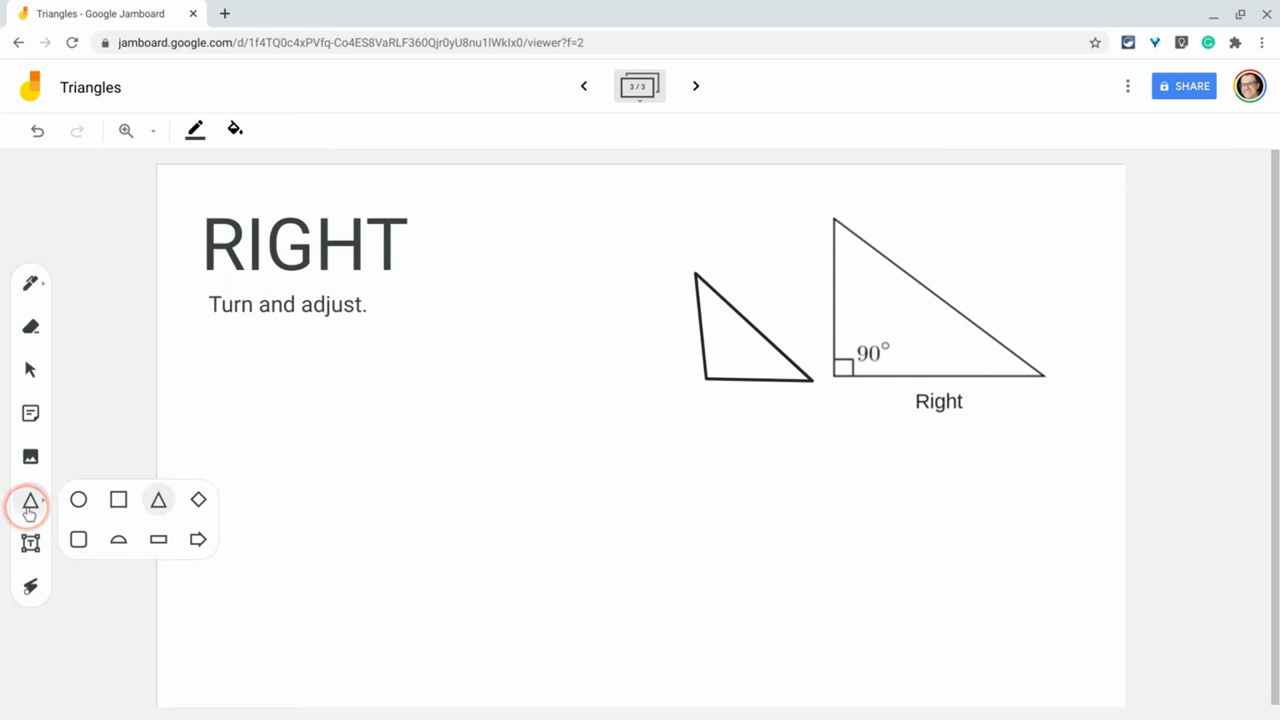 Triangles - Google Jamboard
jamboard.google.com/d/1f4TQ0c4xPVfq-Co4ES8VaRLF360Qjr0yU8nu1lWkIx0/viewer?f=2
Triangles
3 / 3
SHARE
RIGHT
Turn and adjust.
90°
Right
T